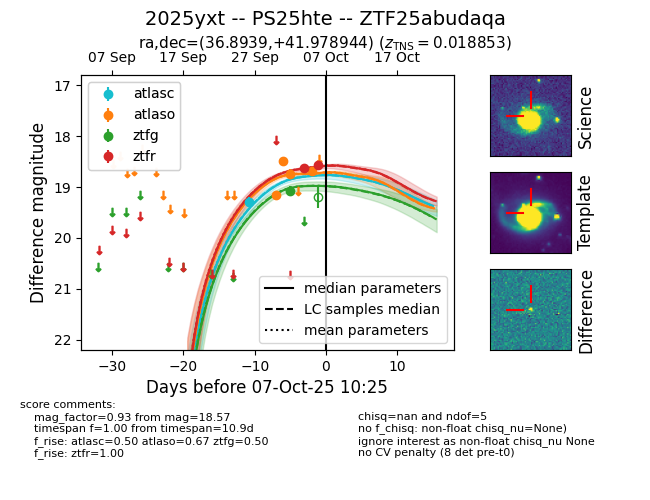 2025yxt -- PS25hte -- ZTF25abudaqa
ra,dec=(36.8939,+41.978944) (z_TNS = 0.018853)
07 Sep 17 Sep 27 Sep 07 Oct 17 Oct
17
18
19
20
21
22
Difference magnitude
atlasc
atlaso
ztfg
ztfr
median parameters
LC samples median
mean parameters
−30 −20 −10 0 10
Days before 07-Oct-25 10:25
Science
Template
Difference
score comments:
mag_factor=0.93 from mag=18.57
timespan f=1.00 from timespan=10.9d
f_rise: atlasc=0.50 atlaso=0.67 ztfg=0.50
f_rise: ztfr=1.00
chisq=nan and ndof=5
no f_chisq: non-float chisq_nu=None)
ignore interest as non-float chisq_nu None
no CV penalty (8 det pre-t0)